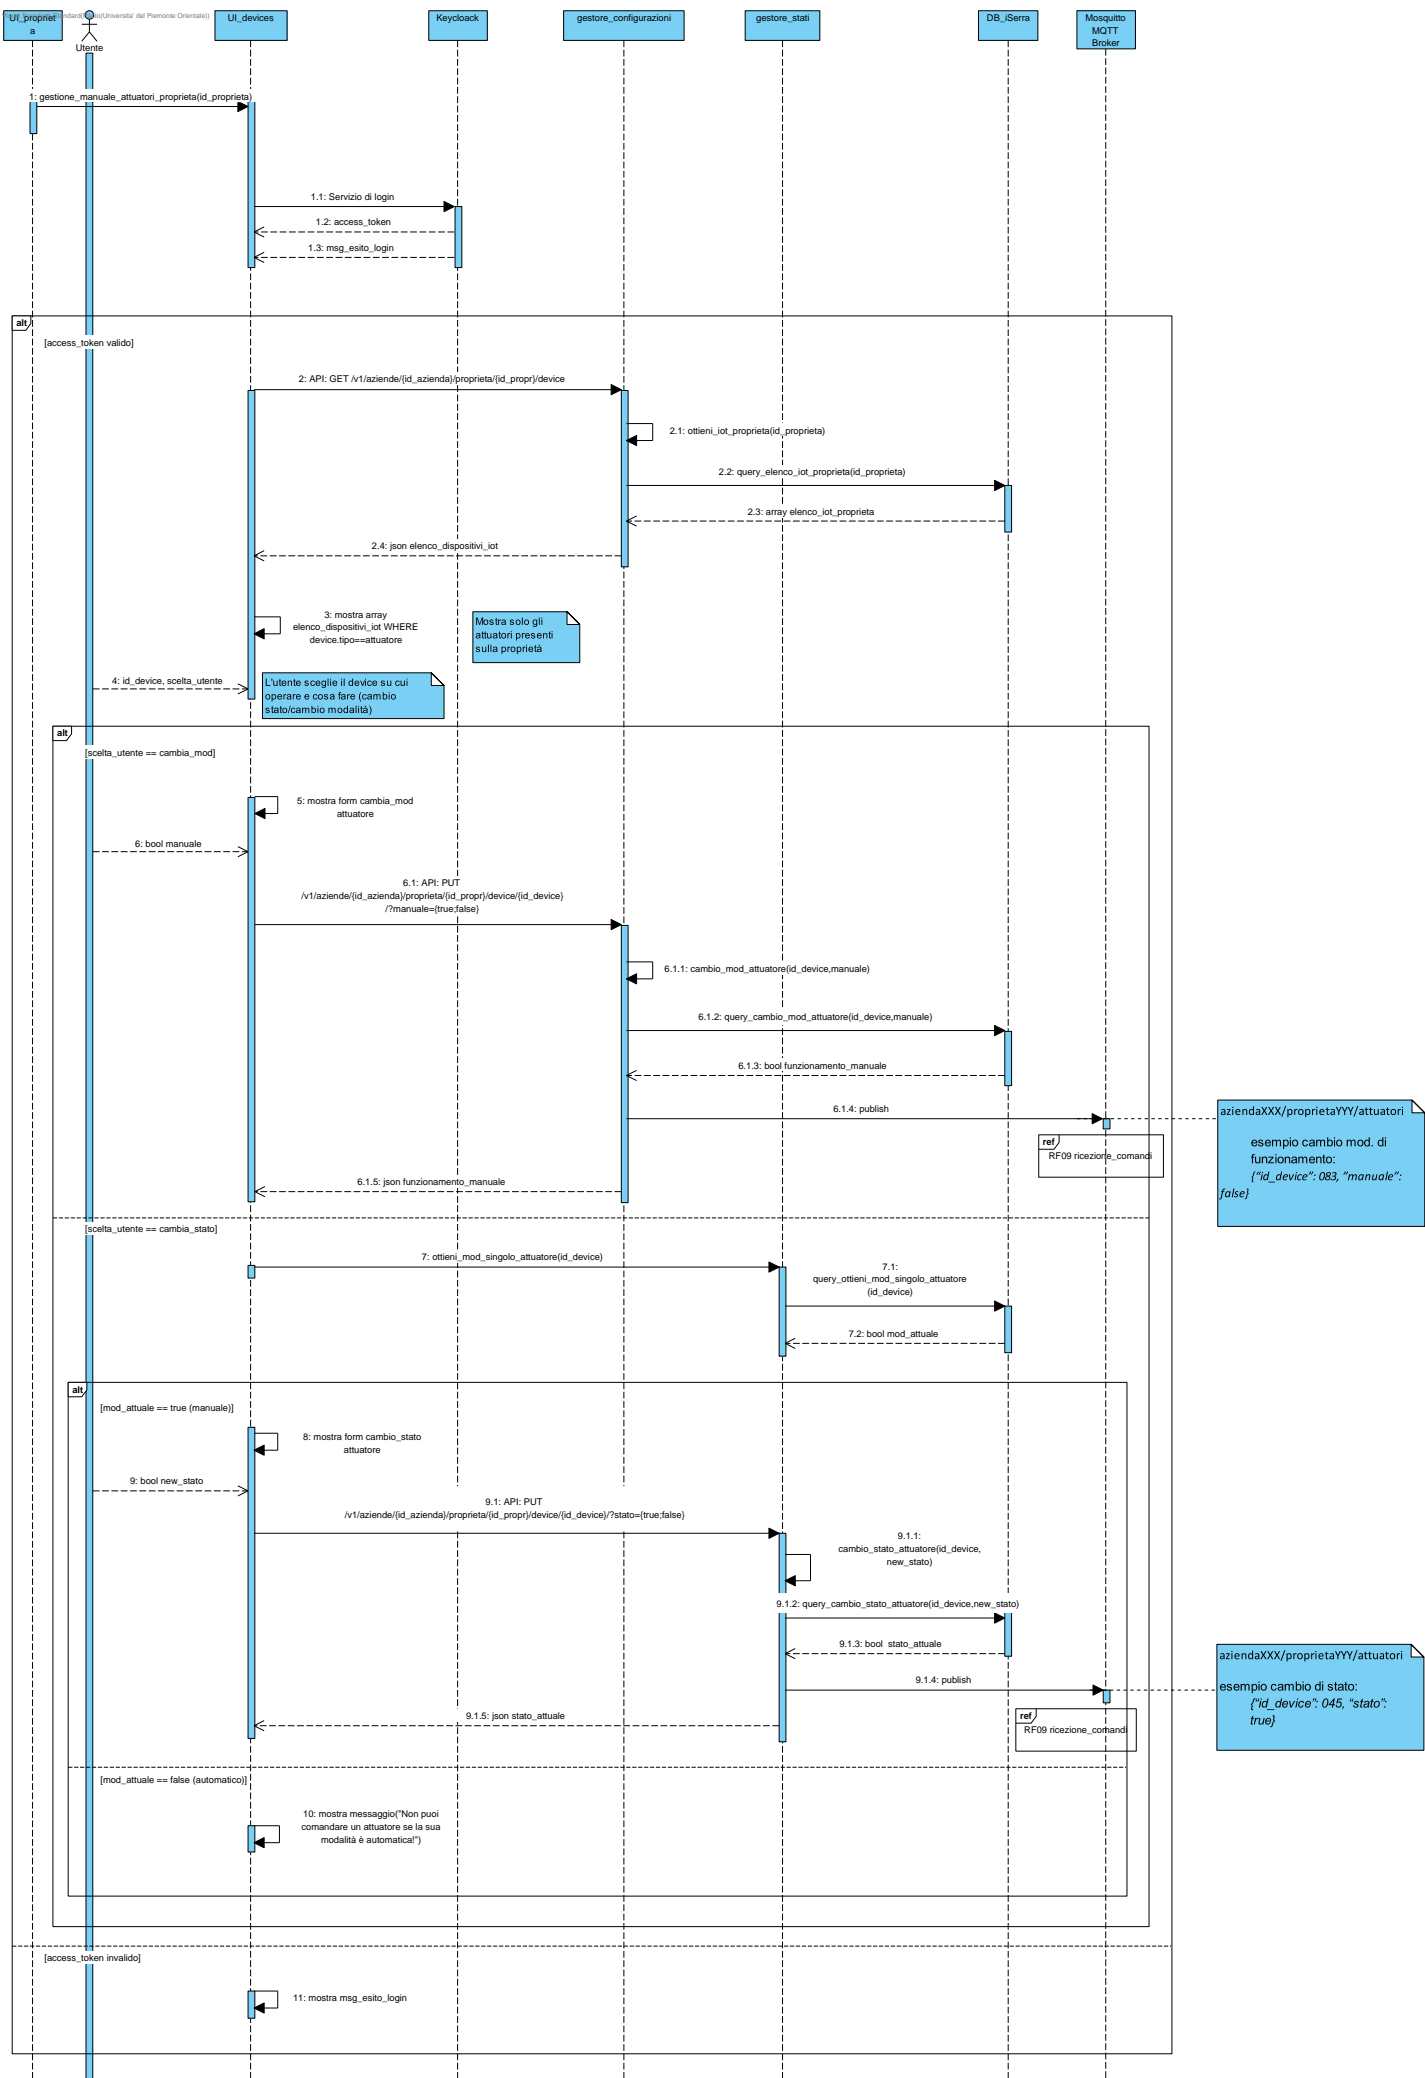 UI_propriet
a
Utente
UI_devices
Keycloack
gestore_configurazioni
gestore_stati
DB_iSerra
Mosquitto
MQTT
Broker
1: gestione_manuale_attuatori_proprieta(id_proprieta)
1.1: Servizio di login
1.2: access_token
1.3: msg_esito_login
alt
[access_token valido]
2: API: GET /v1/aziende/{id_azienda}/proprieta/{id_propr}/device
2.1: ottieni_iot_proprieta(id_proprieta)
2.2: query_elenco_iot_proprieta(id_proprieta)
2.3: array elenco_iot_proprieta
2.4: json elenco_dispositivi_iot
3: mostra array
elenco_dispositivi_iot WHERE
device.tipo==attuatore
Mostra solo gli
attuatori presenti
sulla proprietà
4: id_device, scelta_utente
L'utente sceglie il device su cui
operare e cosa fare (cambio
stato/cambio modalità)
alt
[scelta_utente == cambia_mod]
5: mostra form cambia_mod
attuatore
6: bool manuale
6.1: API: PUT
/v1/aziende/{id_azienda}/proprieta/{id_propr}/device/{id_device}
/?manuale={true;false}
6.1.1: cambio_mod_attuatore(id_device,manuale)
6.1.2: query_cambio_mod_attuatore(id_device,manuale)
6.1.3: bool funzionamento_manuale
6.1.4: publish
aziendaXXX/proprietaYYY/attuatori
esempio cambio mod. di
funzionamento:
{"id_device": 083, "manuale":
false}
ref
RF09 ricezione_comandi
6.1.5: json funzionamento_manuale
[scelta_utente == cambia_stato]
7: ottieni_mod_singolo_attuatore(id_device)
7.1:
query_ottieni_mod_singolo_attuatore
(id_device)
7.2: bool mod_attuale
alt
[mod_attuale == true (manuale)]
8: mostra form cambio_stato
attuatore
9: bool new_stato
9.1: API: PUT
/v1/aziende/{id_azienda}/proprieta/{id_propr}/device/{id_device}/?stato={true;false}
9.1.1:
cambio_stato_attuatore(id_device,
new_stato)
9.1.2: query_cambio_stato_attuatore(id_device,new_stato)
9.1.3: bool  stato_attuale
9.1.4: publish
aziendaXXX/proprietaYYY/attuatori
esempio cambio di stato:
{"id_device": 045, "stato":
true}
9.1.5: json stato_attuale
ref
RF09 ricezione_comandi
[mod_attuale == false (automatico)]
10: mostra messaggio("Non puoi
comandare un attuatore se la sua
modalità è automatica!")
[access_token invalido]
11: mostra msg_esito_login